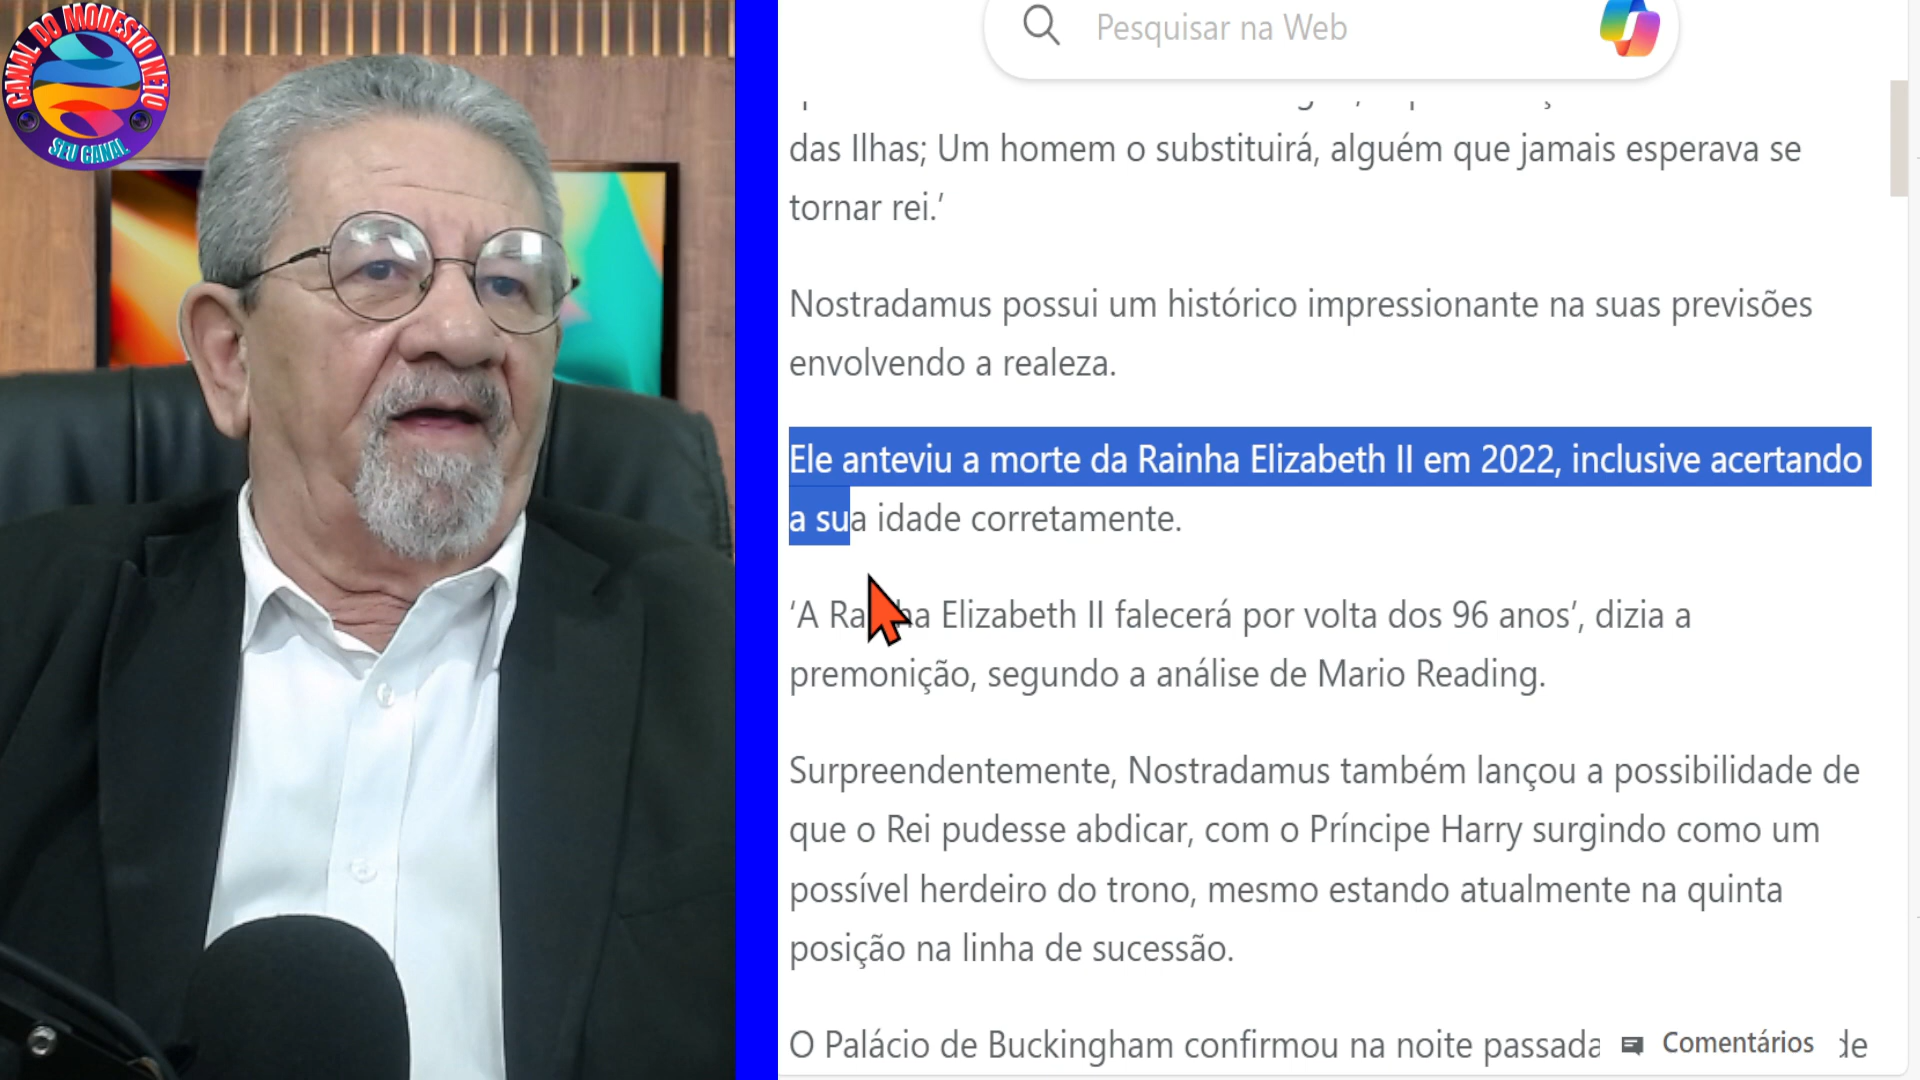 CANAL DO MODESTO NEZO
SEU CANAL
Pesquisar na Web
das Ilhas; Um homem o substituirá, alguém que jamais esperava se
tornar rei.’
Nostradamus possui um histórico impressionante na suas previsões
envolvendo a realeza.
Ele anteviu a morte da Rainha Elizabeth II em 2022, inclusive acertando
a sua idade corretamente.
‘A Rainha Elizabeth II falecerá por volta dos 96 anos’, dizia a
premonição, segundo a análise de Mario Reading.
Surpreendentemente, Nostradamus também lançou a possibilidade de
que o Rei pudesse abdicar, com o Príncipe Harry surgindo como um
possível herdeiro do trono, mesmo estando atualmente na quinta
posição na linha de sucessão.
O Palácio de Buckingham confirmou na noite passada Comentários de